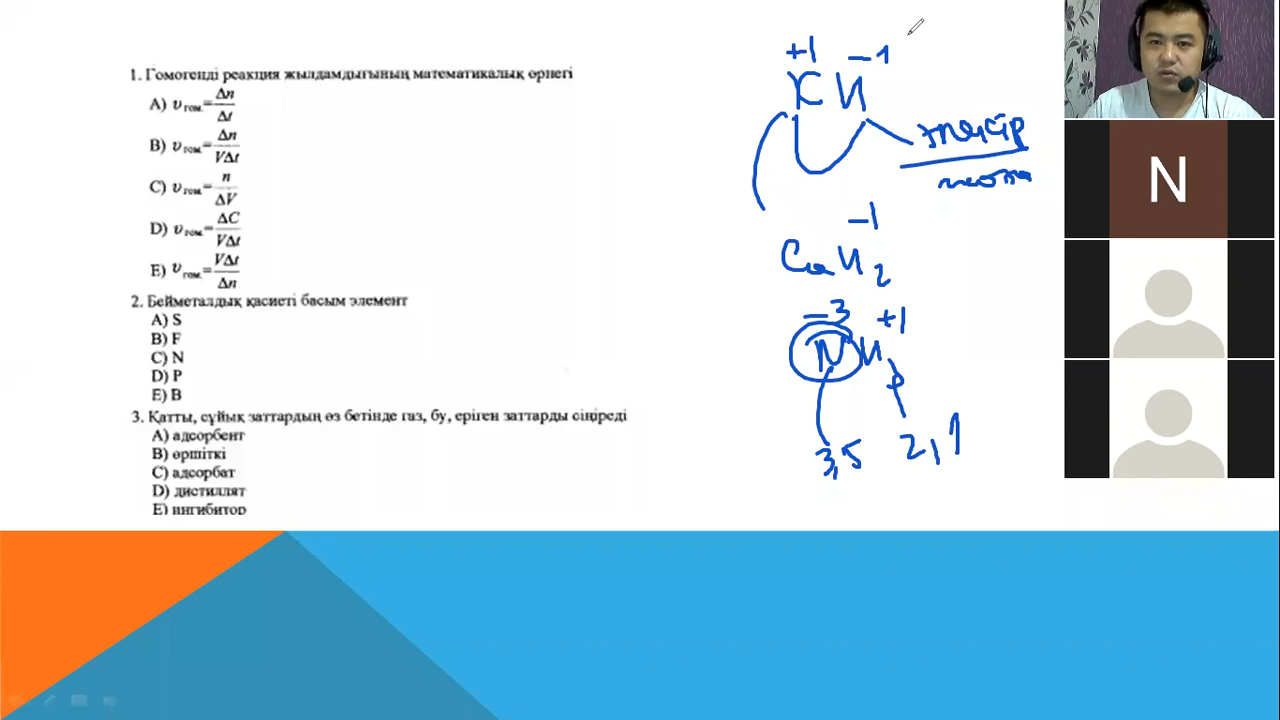 1. Гомогенді реакция жылдамдығының математикалық өрнегі
A) υгом.=Δn/Δt
B) υгом.=Δn/VΔt
C) υгом.=n/ΔV
D) υгом.=ΔC/VΔt
E) υгом.=VΔt/Δn
2. Бейметалдық қасиеті басым элемент
A) S
B) F
C) N
D) P
E) B
3. Қатты, сұйық заттардың өз бетінде газ, бу, еріген заттарды сіңіреді
A) адсорбент
B) өршіткі
C) адсорбат
D) дистиллят
E) ингибитор
+1 −1
KH
−1
CaH2
−3 +1
NH
3,5 2,1
N